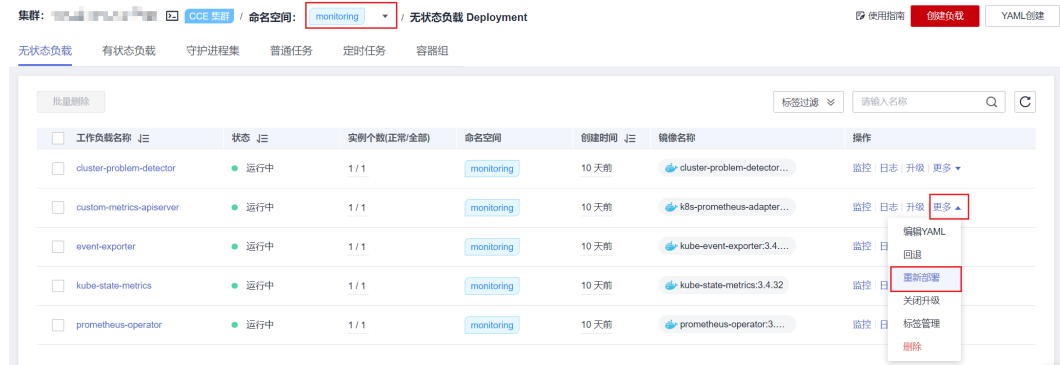 集群: CCE 集群 / 命名空间: monitoring / 无状态负载 Deployment 使用指南 创建负载 YAML创建
无状态负载 有状态负载 守护进程集 普通任务 定时任务 容器组
批量删除 标签过滤 请输入名称
工作负载名称 状态 实例个数(正常/全部) 命名空间 创建时间 镜像名称 操作
cluster-problem-detector 运行中 1 / 1 monitoring 10 天前 cluster-problem-detector... 监控 日志 升级 更多
custom-metrics-apiserver 运行中 1 / 1 monitoring 10 天前 k8s-prometheus-adapter... 监控 日志 升级 更多
编辑YAML
event-exporter 运行中 1 / 1 monitoring 10 天前 kube-event-exporter:3.4.... 监控
回退
重新部署
kube-state-metrics 运行中 1 / 1 monitoring 10 天前 kube-state-metrics:3.4.32 监控
关闭升级
prometheus-operator 运行中 1 / 1 monitoring 10 天前 prometheus-operator:3.... 监控
标签管理
删除